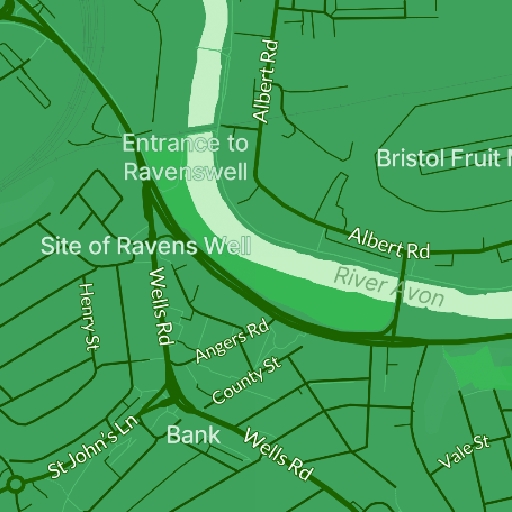 Albert Rd
Entrance to
Ravenswell
Bristol Fruit M
Site of Ravens Well
Albert Rd
River Avon
Henry St
Wells Rd
Angers Rd
County St
St John's Ln
Bank
Wells Rd
Vale St